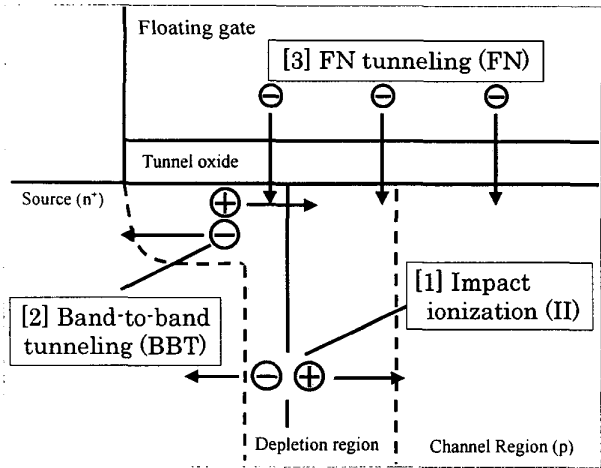 Floating gate
[3] FN tunneling (FN)
Tunnel oxide
Source (n+)
[1] Impact
ionization (II)
[2] Band-to-band
tunneling (BBT)
Depletion region
Channel Region (p)